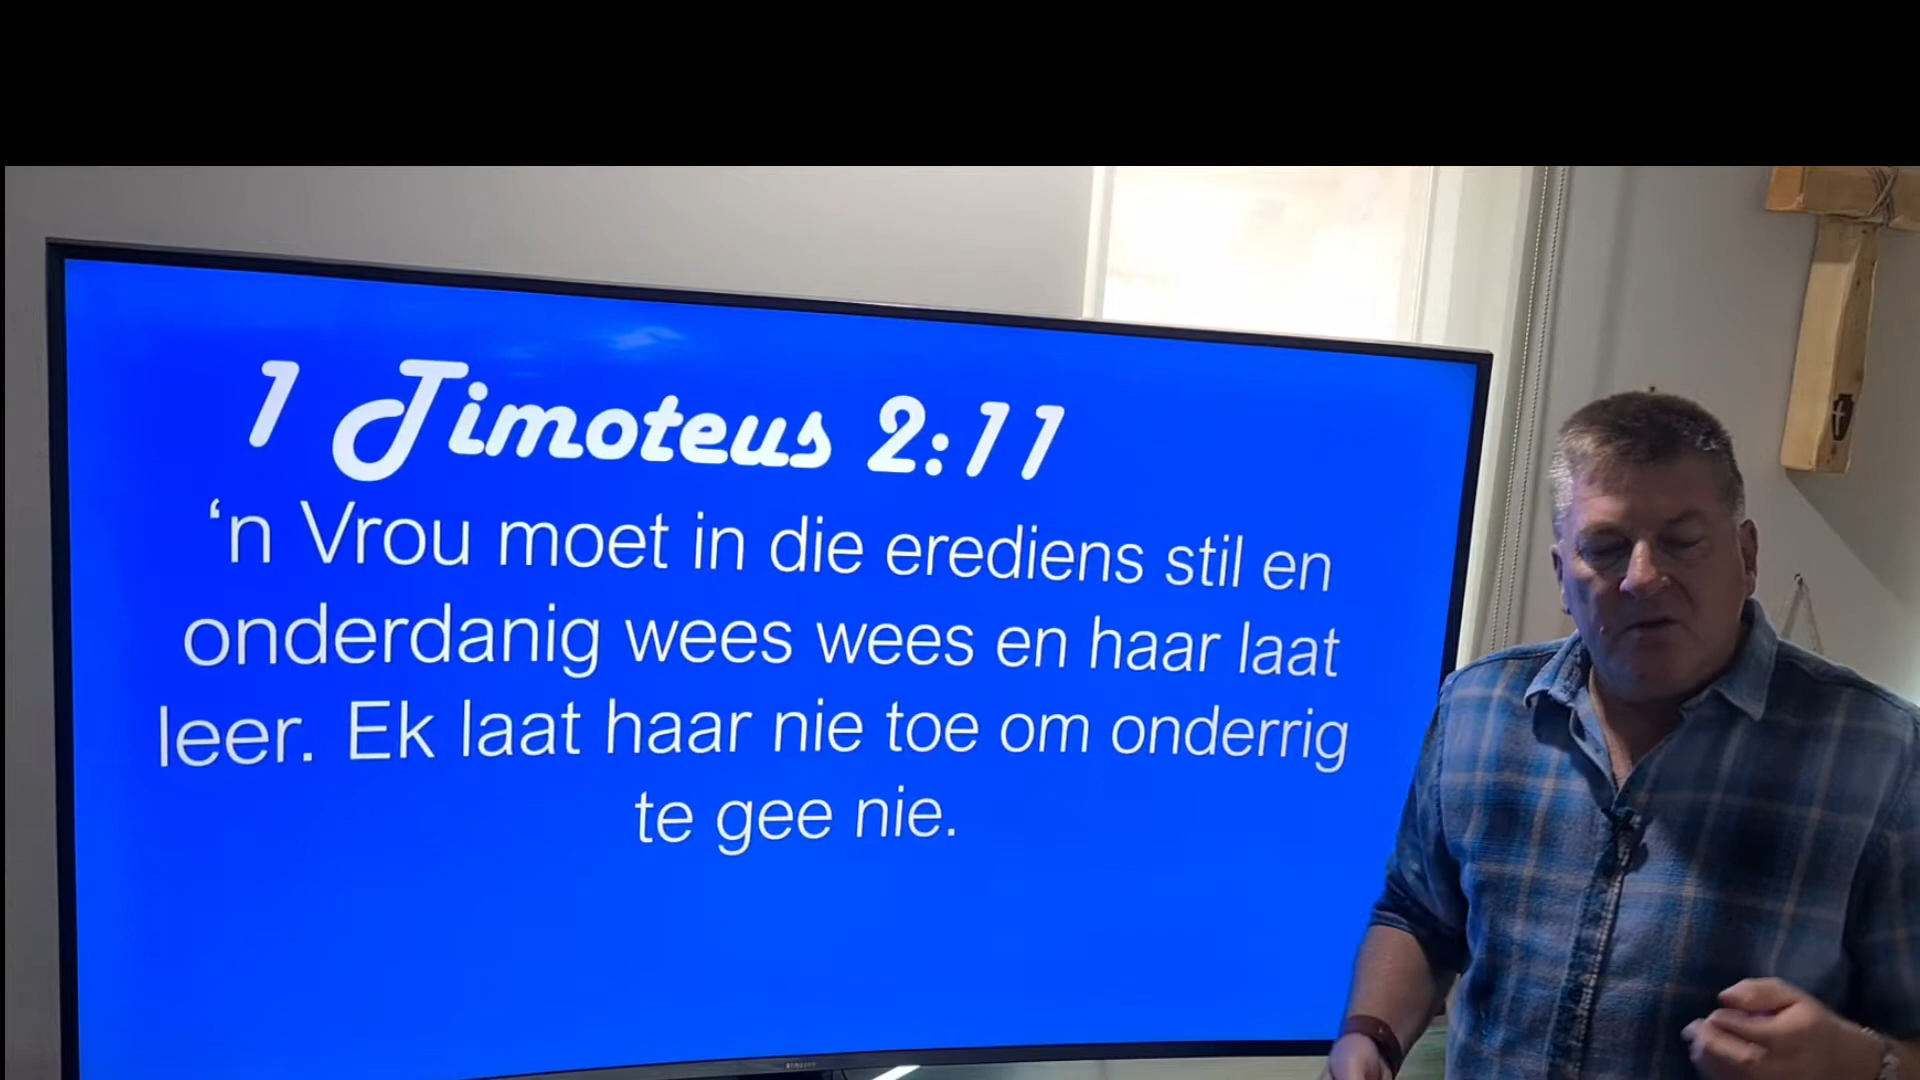 1 Timoteus 2:11
‘n Vrou moet in die erediens stil en
onderdanig wees wees en haar laat
leer. Ek laat haar nie toe om onderrig
te gee nie.
SAMSUNG